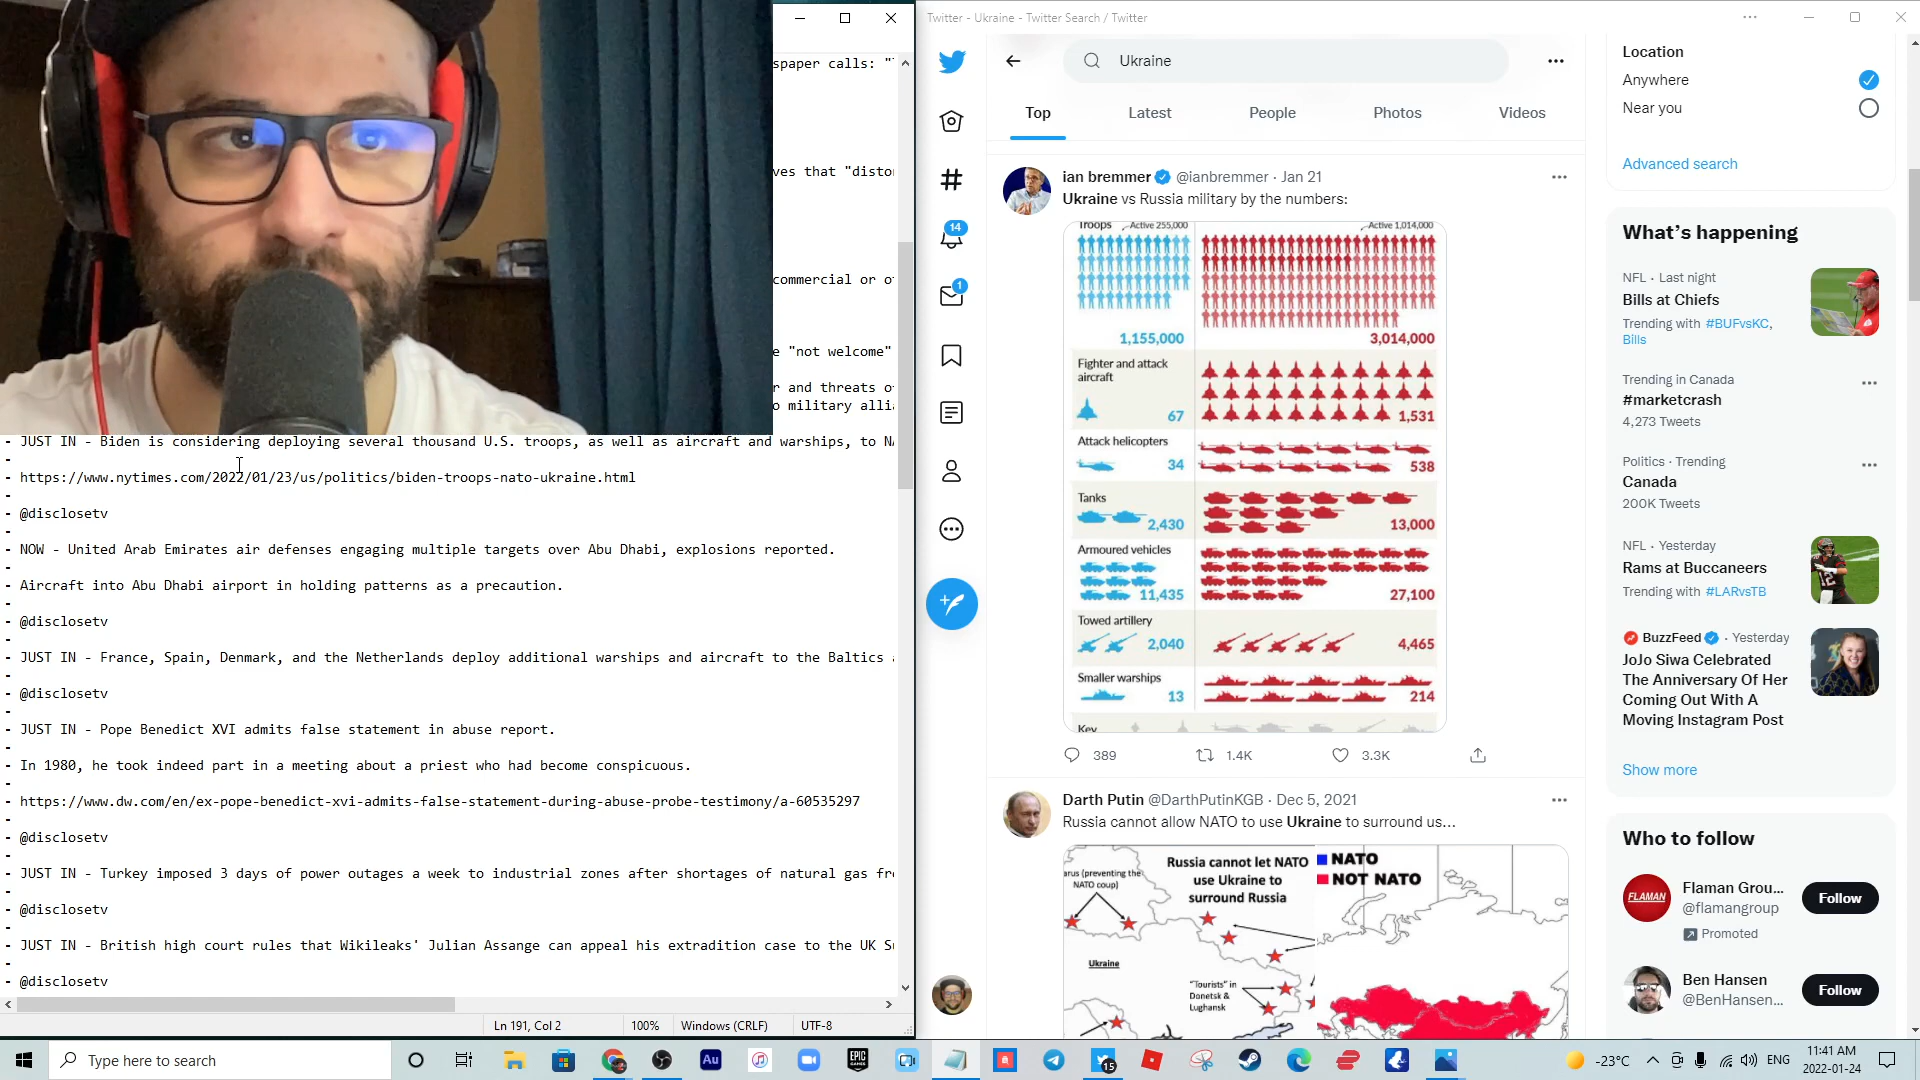 spaper calls: "
ves that "disto
commercial or o
e "not welcome"
r and threats o
o military alli
- JUST IN - Biden is considering deploying several thousand U.S. troops, as well as aircraft and warships, to N
-
- https://www.nytimes.com/2022/01/23/us/politics/biden-troops-nato-ukraine.html
-
- @disclosetv
-
- NOW - United Arab Emirates air defenses engaging multiple targets over Abu Dhabi, explosions reported.
-
- Aircraft into Abu Dhabi airport in holding patterns as a precaution.
-
- @disclosetv
-
- JUST IN - France, Spain, Denmark, and the Netherlands deploy additional warships and aircraft to the Baltics
-
- @disclosetv
-
- JUST IN - Pope Benedict XVI admits false statement in abuse report.
-
- In 1980, he took indeed part in a meeting about a priest who had become conspicuous.
-
- https://www.dw.com/en/ex-pope-benedict-xvi-admits-false-statement-during-abuse-probe-testimony/a-60535297
-
- @disclosetv
-
- JUST IN - Turkey imposed 3 days of power outages a week to industrial zones after shortages of natural gas fr
-
- @disclosetv
-
- JUST IN - British high court rules that Wikileaks' Julian Assange can appeal his extradition case to the UK S
-
- @disclosetv
Ln 191, Col 2
100%
Windows (CRLF)
UTF-8
Twitter - Ukraine - Twitter Search / Twitter
Ukraine
Top
Latest
People
Photos
Videos
14
1
ian bremmer @ianbremmer · Jan 21
Ukraine vs Russia military by the numbers:
Troops
Active 255,000
Active 1,014,000
1,155,000
3,014,000
Fighter and attack
aircraft
67
1,531
Attack helicopters
34
538
Tanks
2,430
13,000
Armoured vehicles
11,435
27,100
Towed artillery
2,040
4,465
Smaller warships
13
214
Key
389
1.4K
3.3K
Darth Putin @DarthPutinKGB · Dec 5, 2021
Russia cannot allow NATO to use Ukraine to surround us...
Russia cannot let NATO
use Ukraine to
surround Russia
arus (preventing the
NATO coup)
Ukraine
"Tourists" in
Donetsk &
Lughansk
NATO
NOT NATO
Location
Anywhere
Near you
Advanced search
What's happening
NFL · Last night
Bills at Chiefs
Trending with #BUFvsKC,
Bills
Trending in Canada
#marketcrash
4,273 Tweets
Politics · Trending
Canada
200K Tweets
NFL · Yesterday
Rams at Buccaneers
Trending with #LARvsTB
BuzzFeed · Yesterday
JoJo Siwa Celebrated
The Anniversary Of Her
Coming Out With A
Moving Instagram Post
Show more
Who to follow
FLAMAN
Flaman Grou...
@flamangroup
Promoted
Follow
Ben Hansen
@BenHansen...
Follow
Type here to search
Au
EPIC
GAMES
15
-23°C
ENG
11:41 AM
2022-01-24